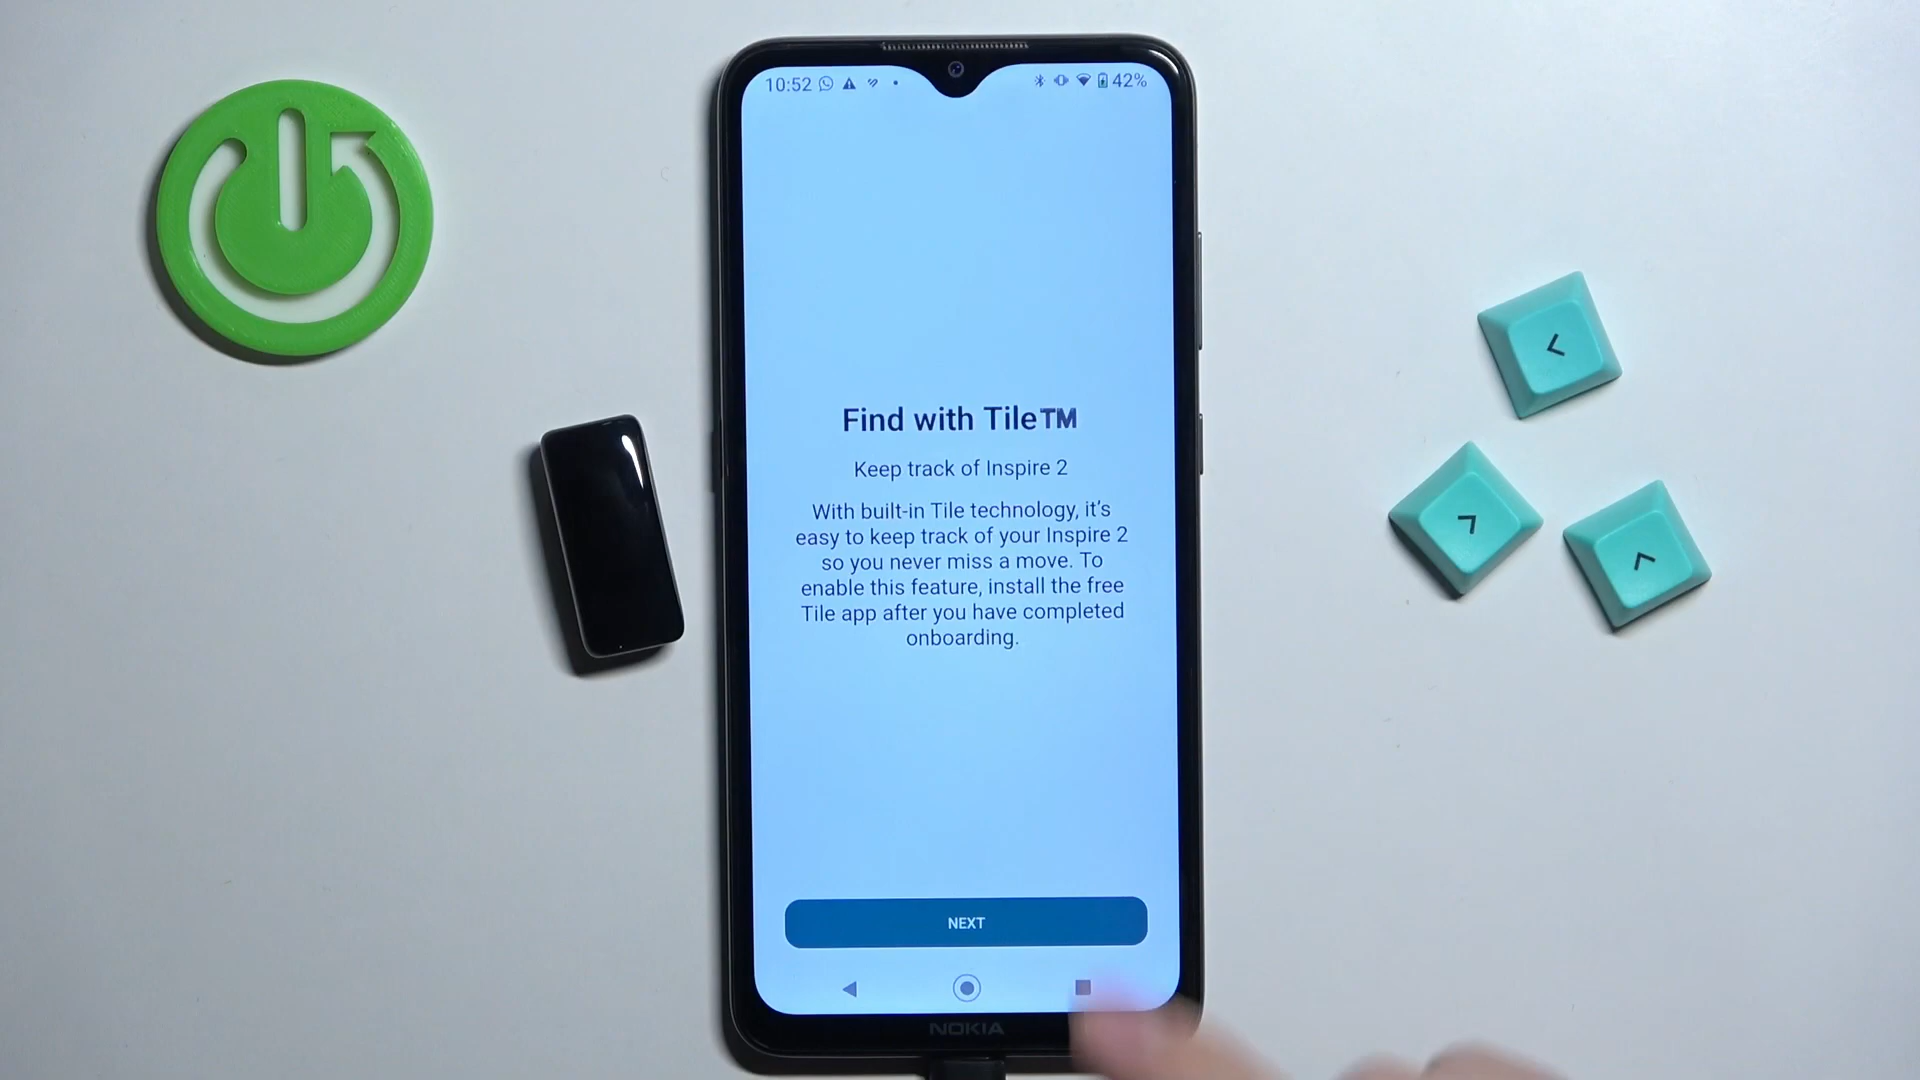 10:52
42%
Find with Tile™
Keep track of Inspire 2
With built-in Tile technology, it's
easy to keep track of your Inspire 2
so you never miss a move. To
enable this feature, install the free
Tile app after you have completed
onboarding.
NEXT
NOKIA